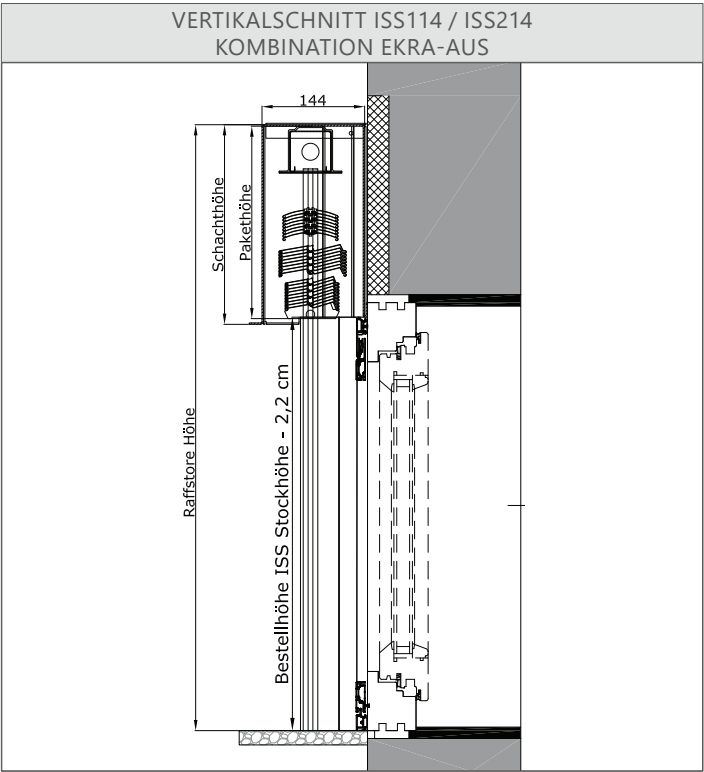 VERTIKALSCHNITT ISS114 / ISS214
KOMBINATION EKRA-AUS
144
Schachthöhe
Pakethöhe
Raffstore Höhe
Bestellhöhe ISS Stockhöhe - 2,2 cm